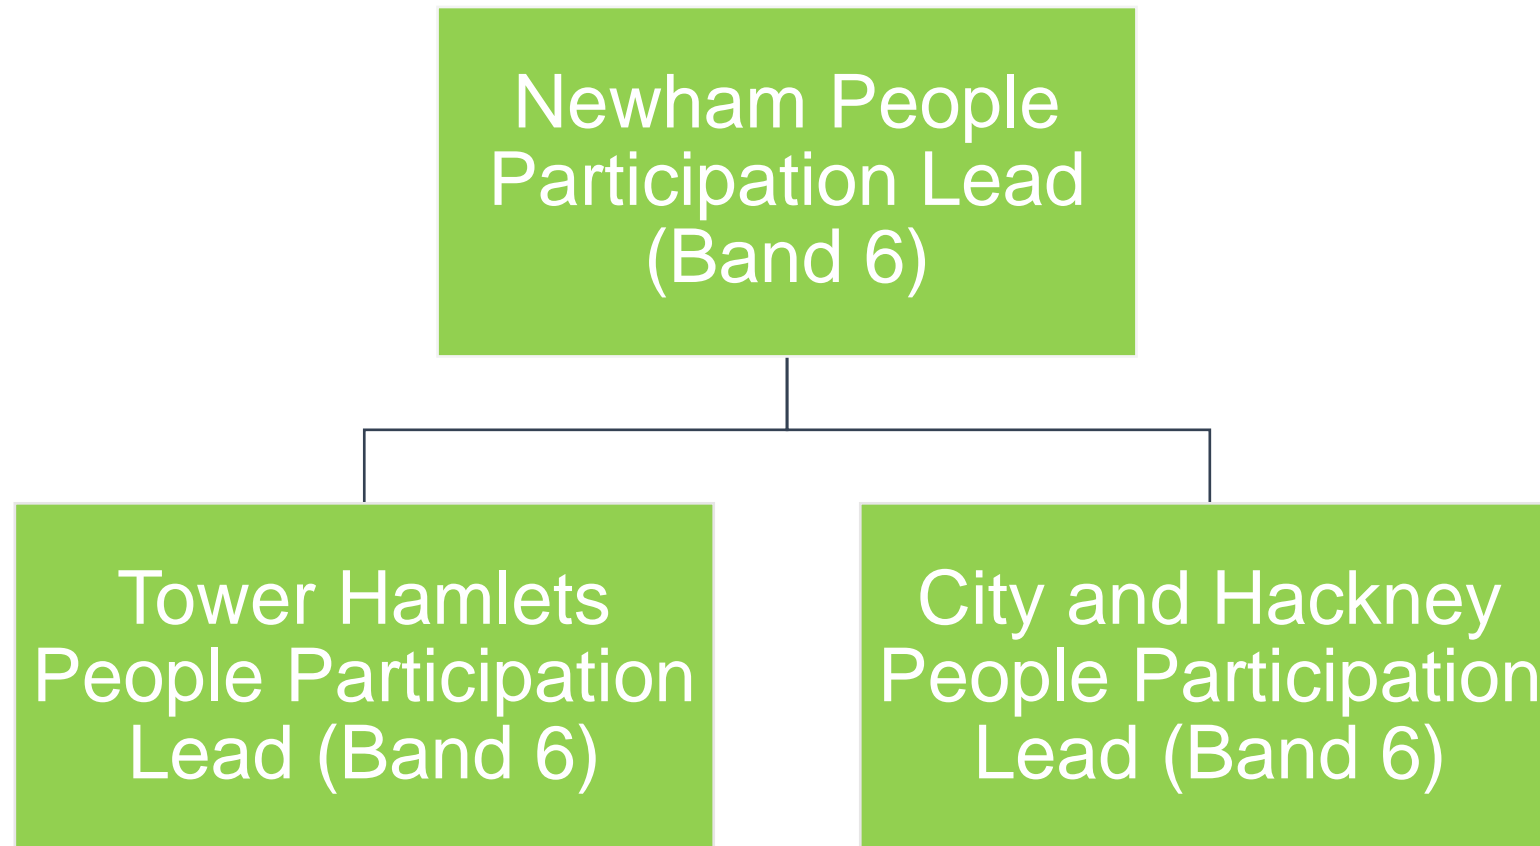 Newham People
Participation Lead
(Band 6)
Tower Hamlets
People Participation
Lead (Band 6)
City and Hackney
People Participation
Lead (Band 6)